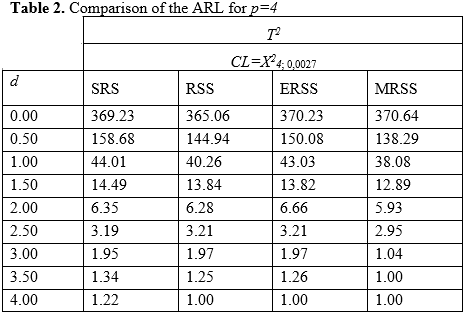 Table 2. Comparison of the ARL for p=4
T²
CL=X²4; 0,0027
d SRS RSS ERSS MRSS
0.00 369.23 365.06 370.23 370.64
0.50 158.68 144.94 150.08 138.29
1.00 44.01 40.26 43.03 38.08
1.50 14.49 13.84 13.82 12.89
2.00 6.35 6.28 6.66 5.93
2.50 3.19 3.21 3.21 2.95
3.00 1.95 1.97 1.97 1.04
3.50 1.34 1.25 1.26 1.00
4.00 1.22 1.00 1.00 1.00